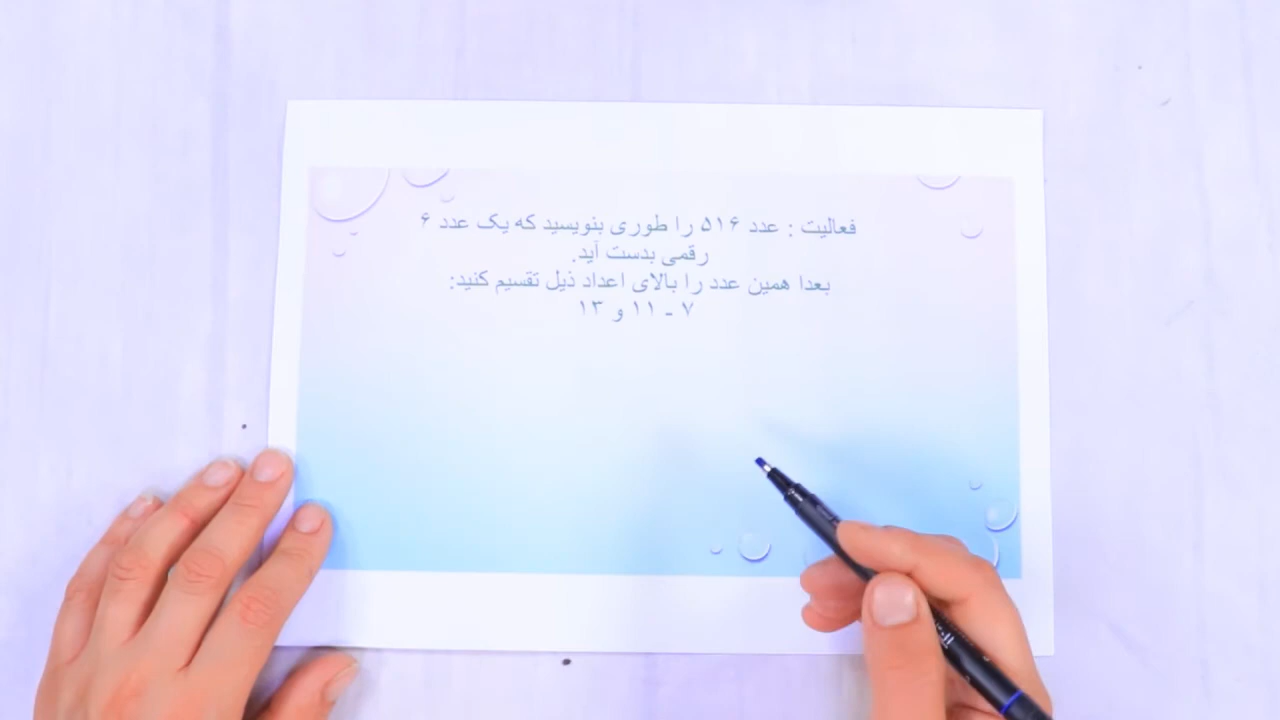 فعالیت : عدد ۵۱۶ را طوری بنویسید که یک عدد ۶
رقمی بدست آید.
بعدا همین عدد را بالای اعداد ذیل تقسیم کنید:
۷ - ۱۱ و ۱۳